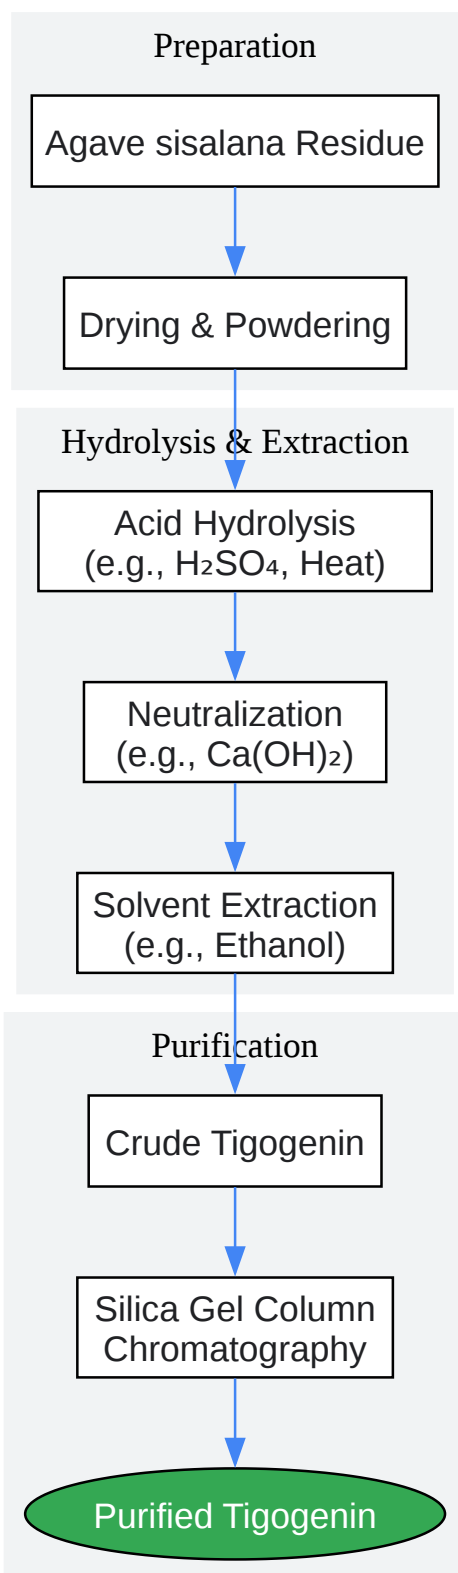 Preparation
Agave sisalana Residue
Drying & Powdering
Hydrolysis & Extraction
Acid Hydrolysis
(e.g., H₂SO₄, Heat)
Neutralization
(e.g., Ca(OH)₂)
Solvent Extraction
(e.g., Ethanol)
Purification
Crude Tigogenin
Silica Gel Column
Chromatography
Purified Tigogenin